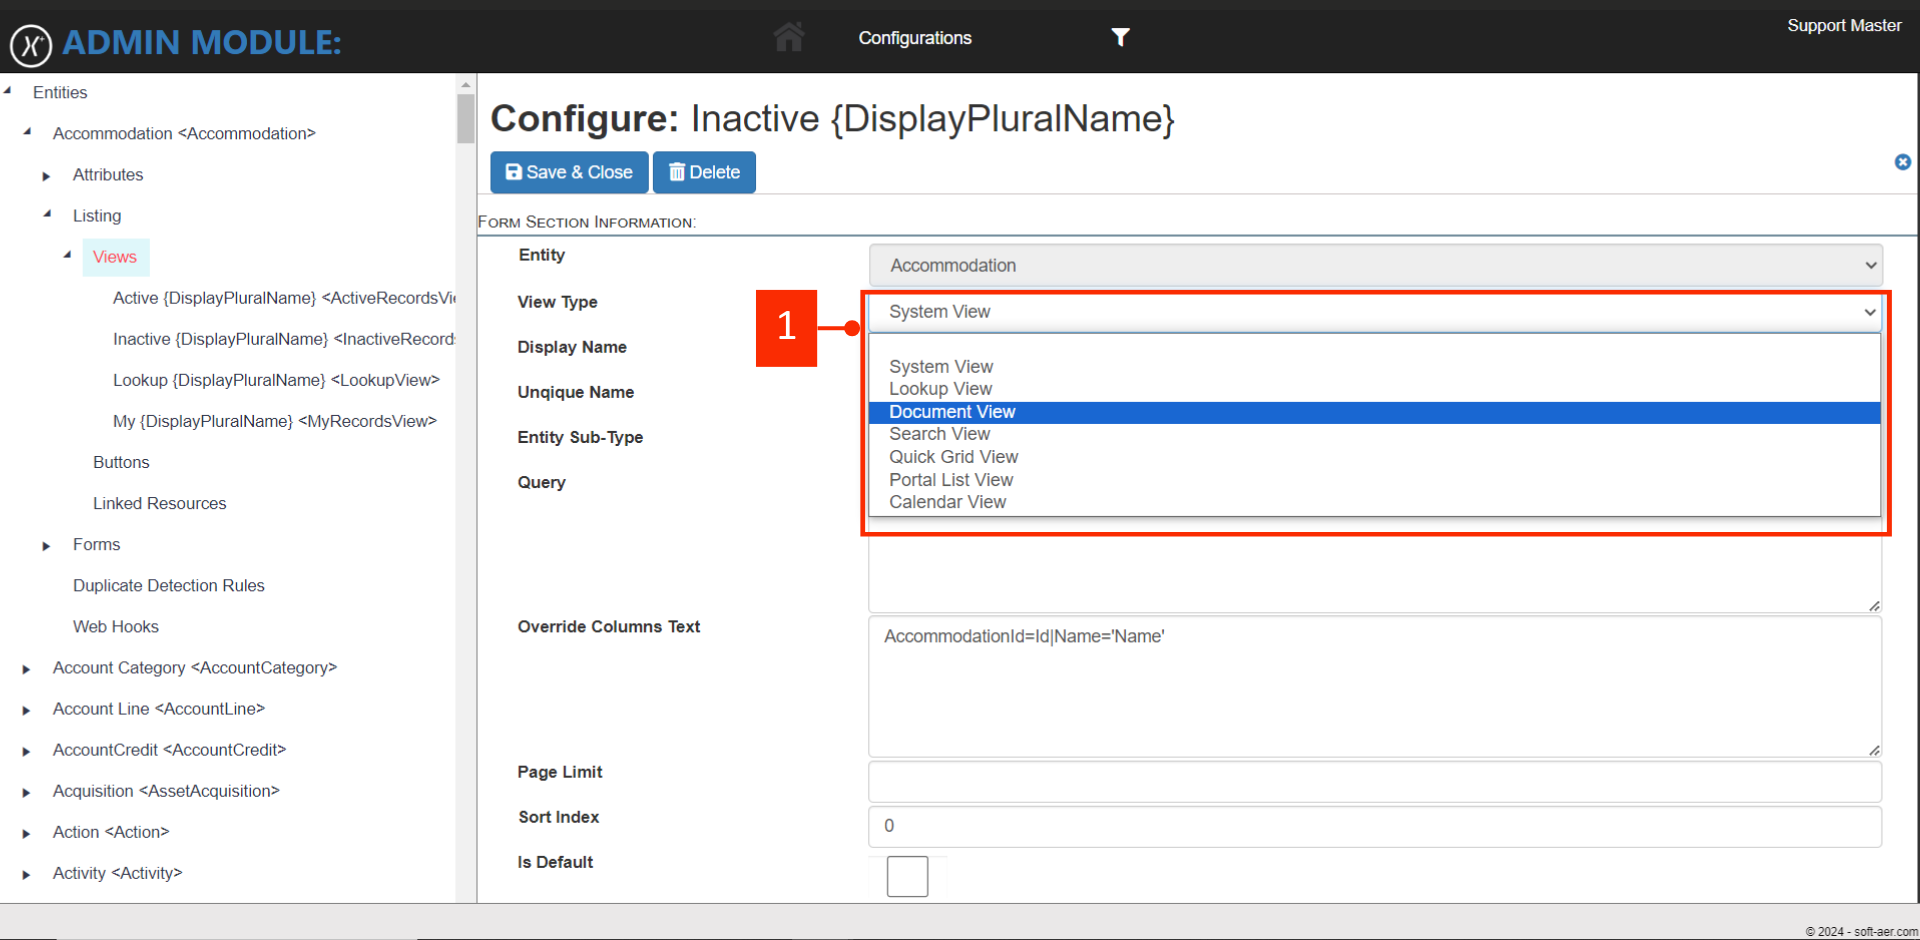 ADMIN MODULE:
Configurations
Support Master
Entities
Accommodation <Accommodation>
Attributes
Listing
Views
Active {DisplayPluralName} <ActiveRecordsVi
Inactive {DisplayPluralName} <InactiveRecord
Lookup {DisplayPluralName} <LookupView>
My {DisplayPluralName} <MyRecordsView>
Buttons
Linked Resources
Forms
Duplicate Detection Rules
Web Hooks
Account Category <AccountCategory>
Account Line <AccountLine>
AccountCredit <AccountCredit>
Acquisition <AssetAcquisition>
Action <Action>
Activity <Activity>
Configure: Inactive {DisplayPluralName}
Save & Close
Delete
FORM SECTION INFORMATION:
Entity
Accommodation
View Type
System View
1
Display Name
Unqique Name
Entity Sub-Type
Query
System View
Lookup View
Document View
Search View
Quick Grid View
Portal List View
Calendar View
Override Columns Text
AccommodationId=Id|Name='Name'
Page Limit
Sort Index
0
Is Default
© 2024 - soft-aer.com